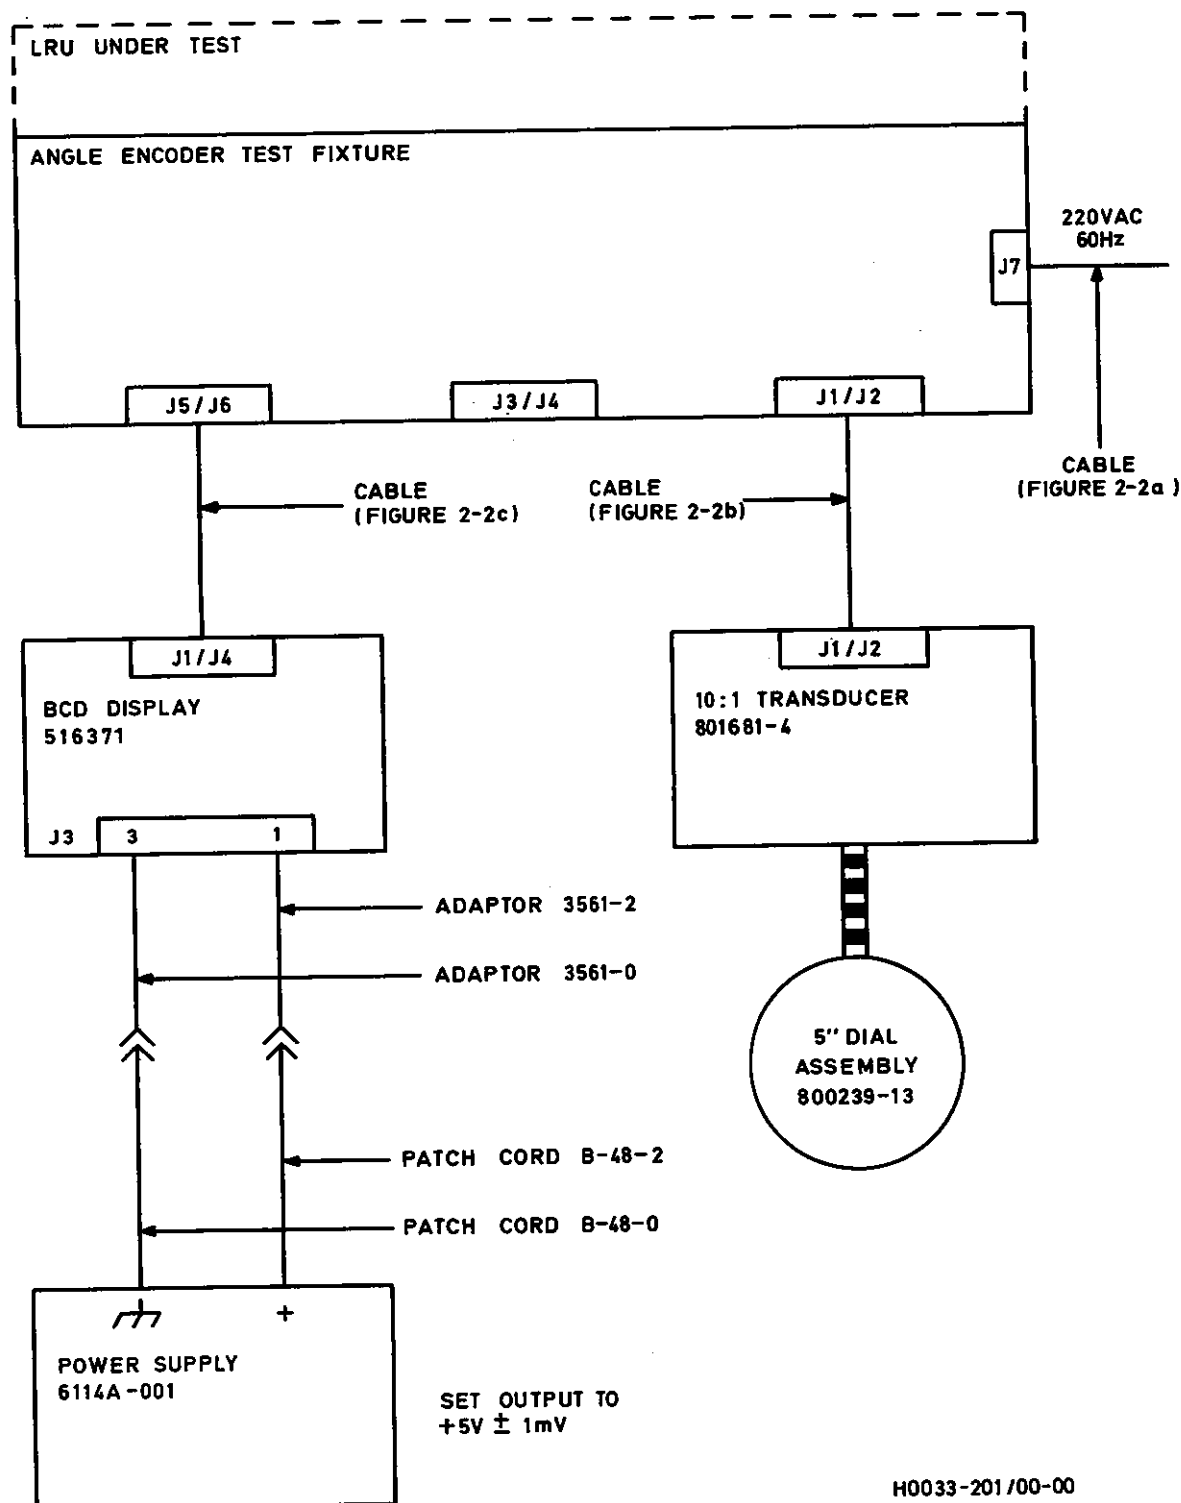 LRU UNDER TEST
ANGLE ENCODER TEST FIXTURE
220VAC
60Hz
J7
J5/J6
J3/J4
J1/J2
CABLE
(FIGURE 2-2c)
CABLE
(FIGURE 2-2b)
CABLE
(FIGURE 2-2a)
J1/J4
BCD DISPLAY
516371
J3 3 1
J1/J2
10:1 TRANSDUCER
801681-4
ADAPTOR 3561-2
ADAPTOR 3561-0
5" DIAL
ASSEMBLY
800239-13
PATCH CORD B-48-2
PATCH CORD B-48-0
+
POWER SUPPLY
6114A-001
SET OUTPUT TO
+5V ± 1mV
H0033-201/00-00